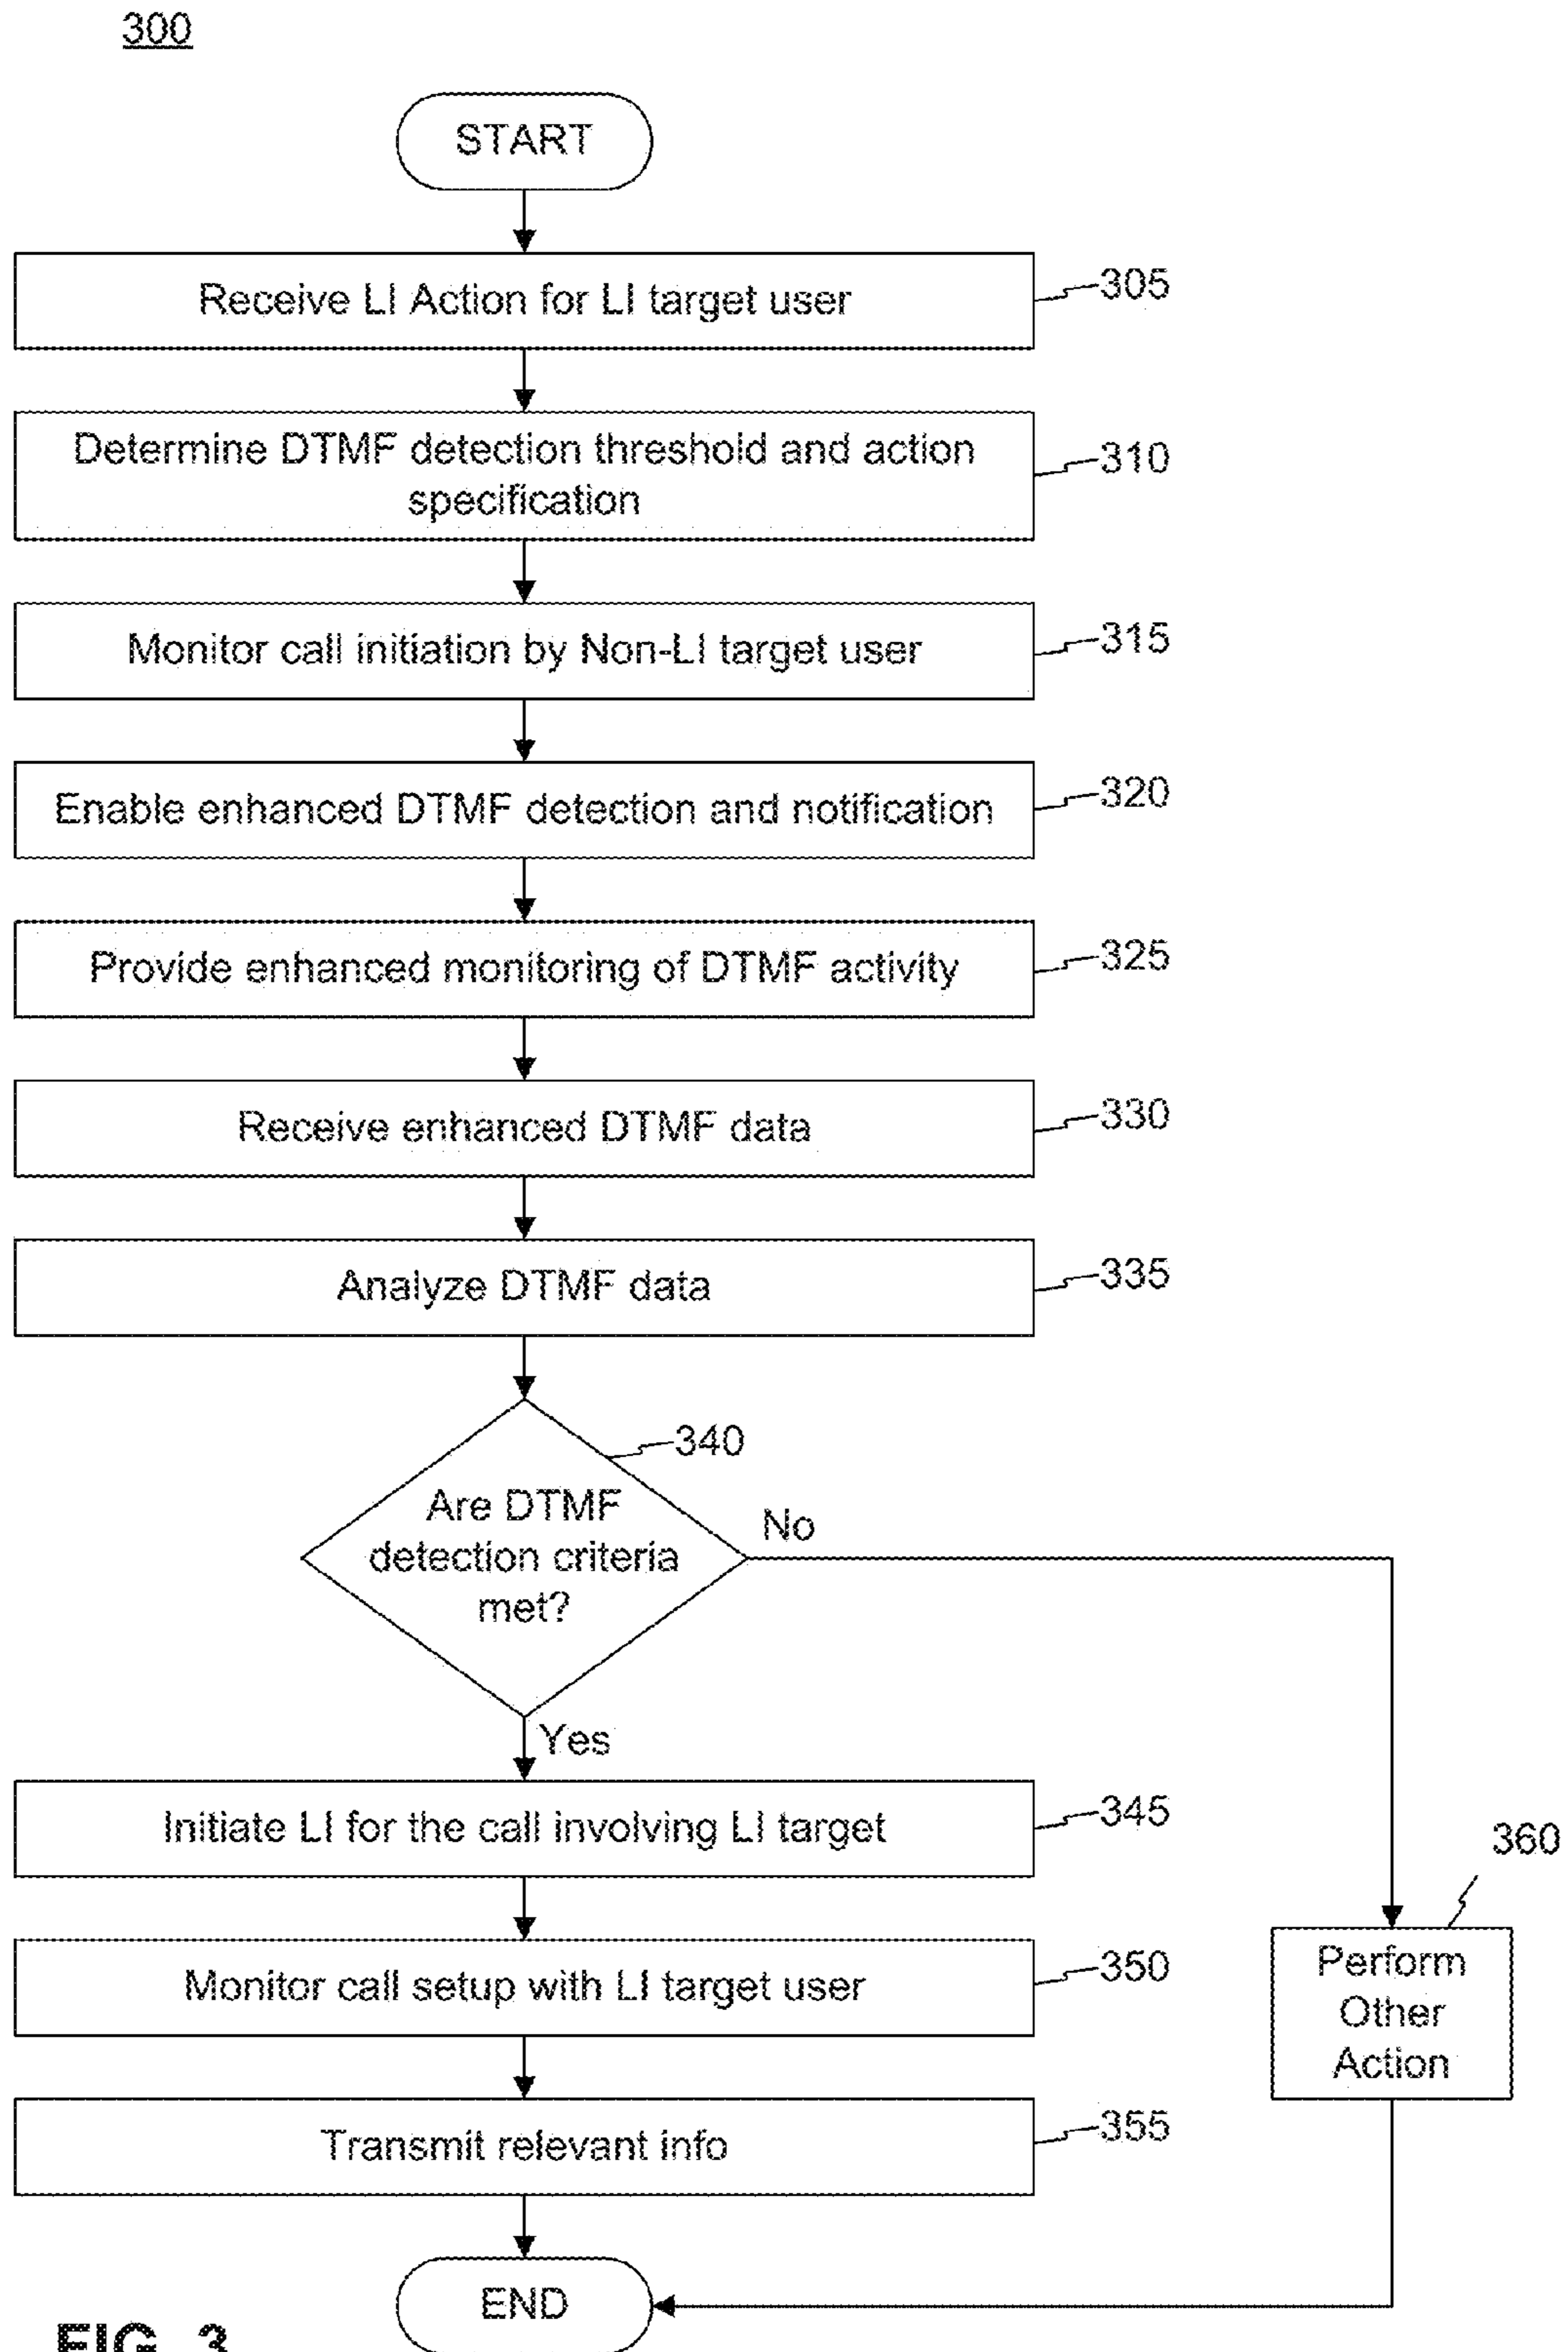 300
START
Receive LI Action for LI target user
305
Determine DTMF detection threshold and action
specification
310
Monitor call initiation by Non-LI target user
315
Enable enhanced DTMF detection and notification
320
Provide enhanced monitoring of DTMF activity
325
Receive enhanced DTMF data
330
Analyze DTMF data
335
340
Are DTMF
detection criteria
met?
No
Yes
Initiate LI for the call involving LI target
345
360
Monitor call setup with LI target user
350
Perform
Other
Action
Transmit relevant info
355
END
FIG. 3